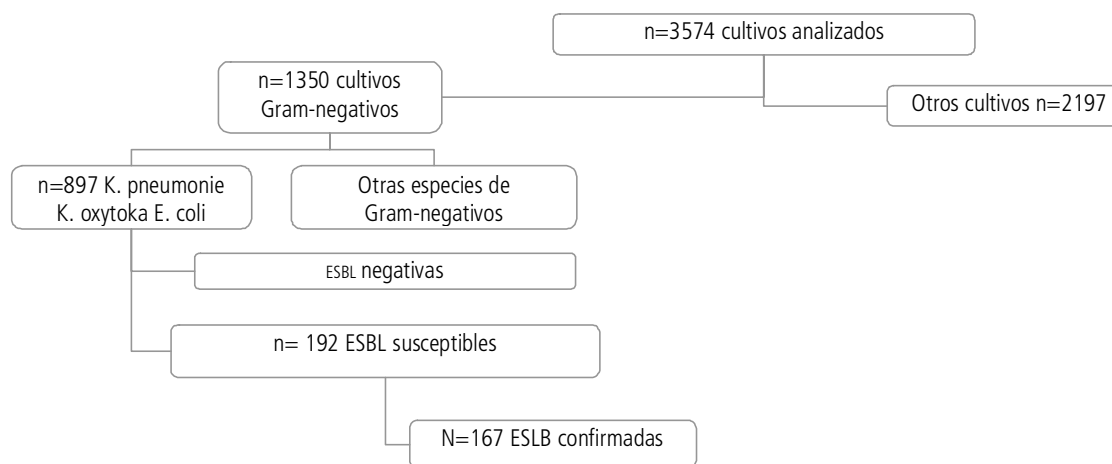 n=3574 cultivos analizados
n=1350 cultivos
Gram-negativos
Otros cultivos n=2197
n=897 K. pneumonie
K. oxytoka E. coli
Otras especies de
Gram-negativos
ESBL negativas
n= 192 ESBL susceptibles
N=167 ESLB confirmadas